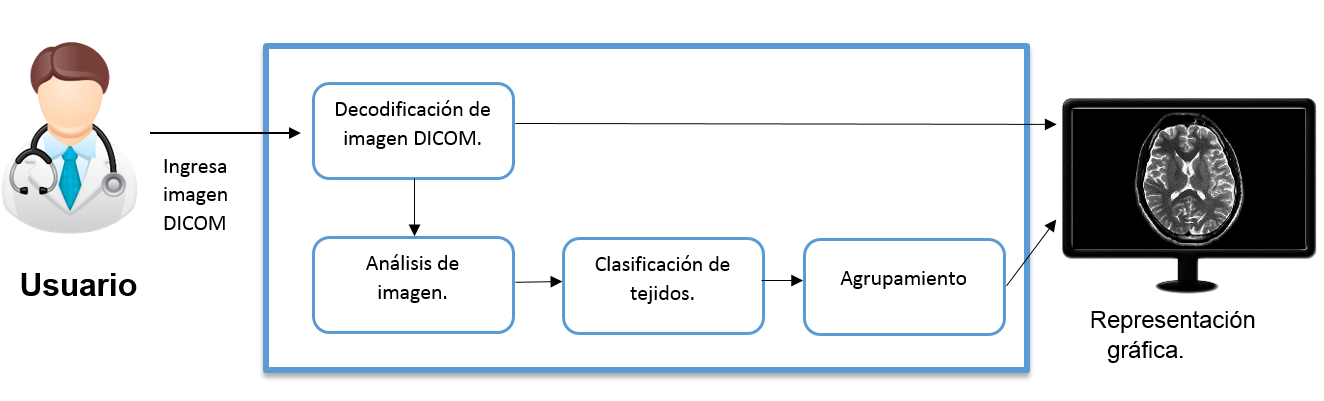 Usuario
Ingresa
imagen
DICOM
Decodificación de
imagen DICOM.
Análisis de
imagen.
Clasificación de
tejidos.
Agrupamiento
Representación
gráfica.